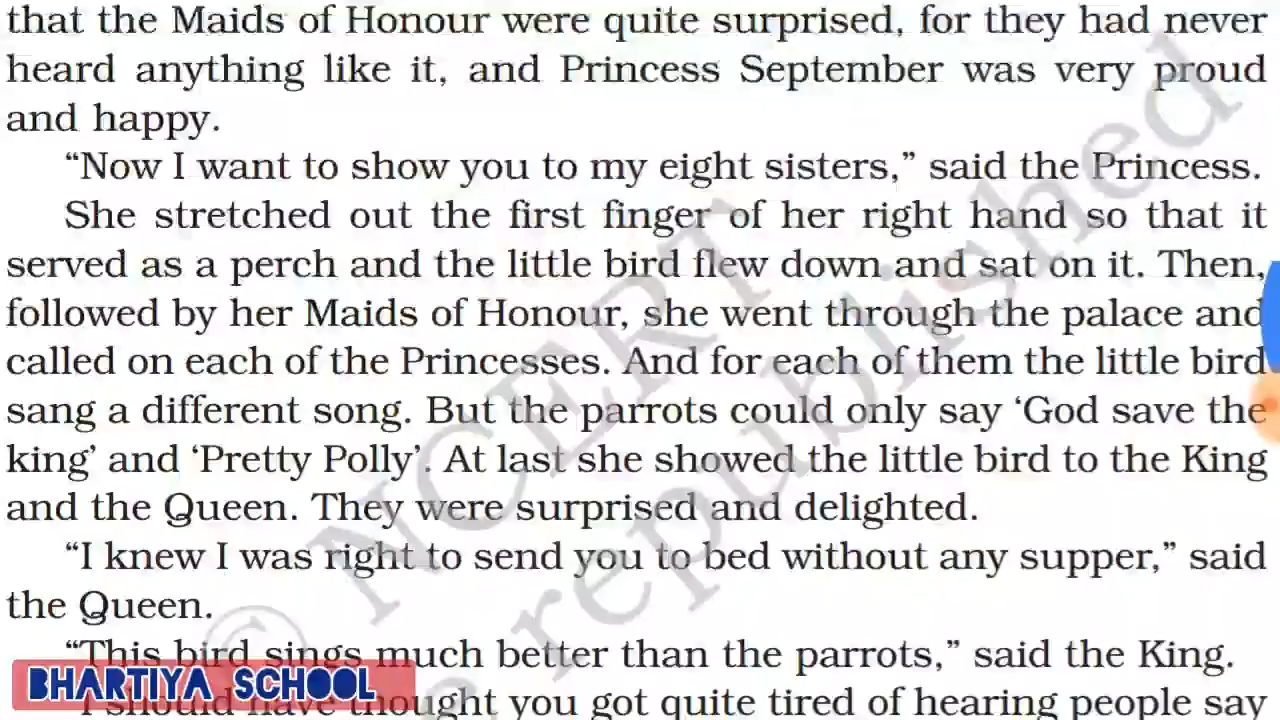 that the Maids of Honour were quite surprised, for they had never
heard anything like it, and Princess September was very proud
and happy.
“Now I want to show you to my eight sisters,” said the Princess.
She stretched out the first finger of her right hand so that it
served as a perch and the little bird flew down and sat on it. Then,
followed by her Maids of Honour, she went through the palace and
called on each of the Princesses. And for each of them the little bird
sang a different song. But the parrots could only say ‘God save the
king’ and ‘Pretty Polly’. At last she showed the little bird to the King
and the Queen. They were surprised and delighted.
“I knew I was right to send you to bed without any supper,” said
the Queen.
“This bird sings much better than the parrots,” said the King.
“I should have thought you got quite tired of hearing people say
BHARTIYA SCHOOL
© NCERT
republished